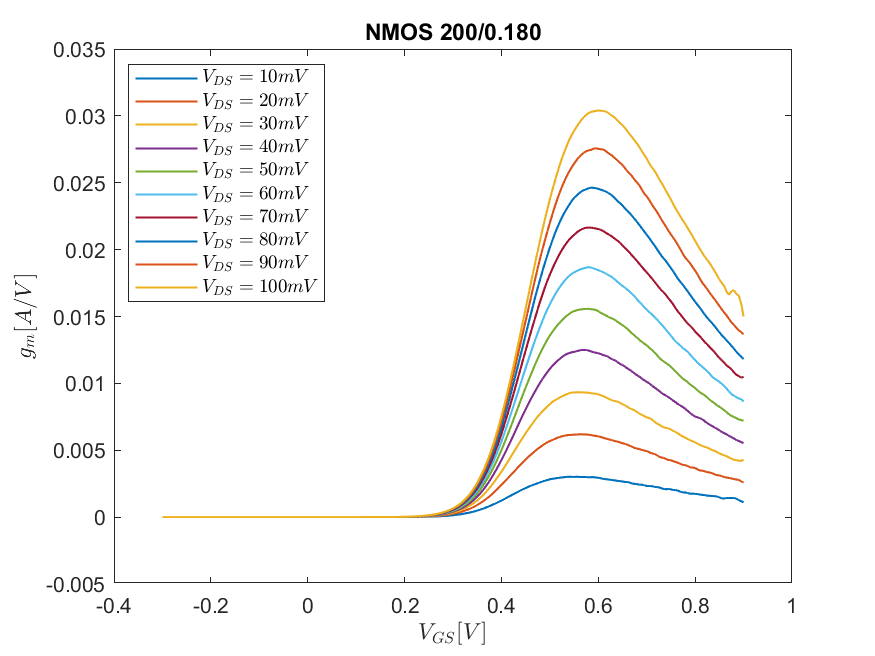 NMOS 200/0.180
0.035
0.03
0.025
0.02
0.015
0.01
0.005
0
-0.005
g_m[A/V]
V_DS = 10mV
V_DS = 20mV
V_DS = 30mV
V_DS = 40mV
V_DS = 50mV
V_DS = 60mV
V_DS = 70mV
V_DS = 80mV
V_DS = 90mV
V_DS = 100mV
-0.4 -0.2 0 0.2 0.4 0.6 0.8 1
V_GS[V]